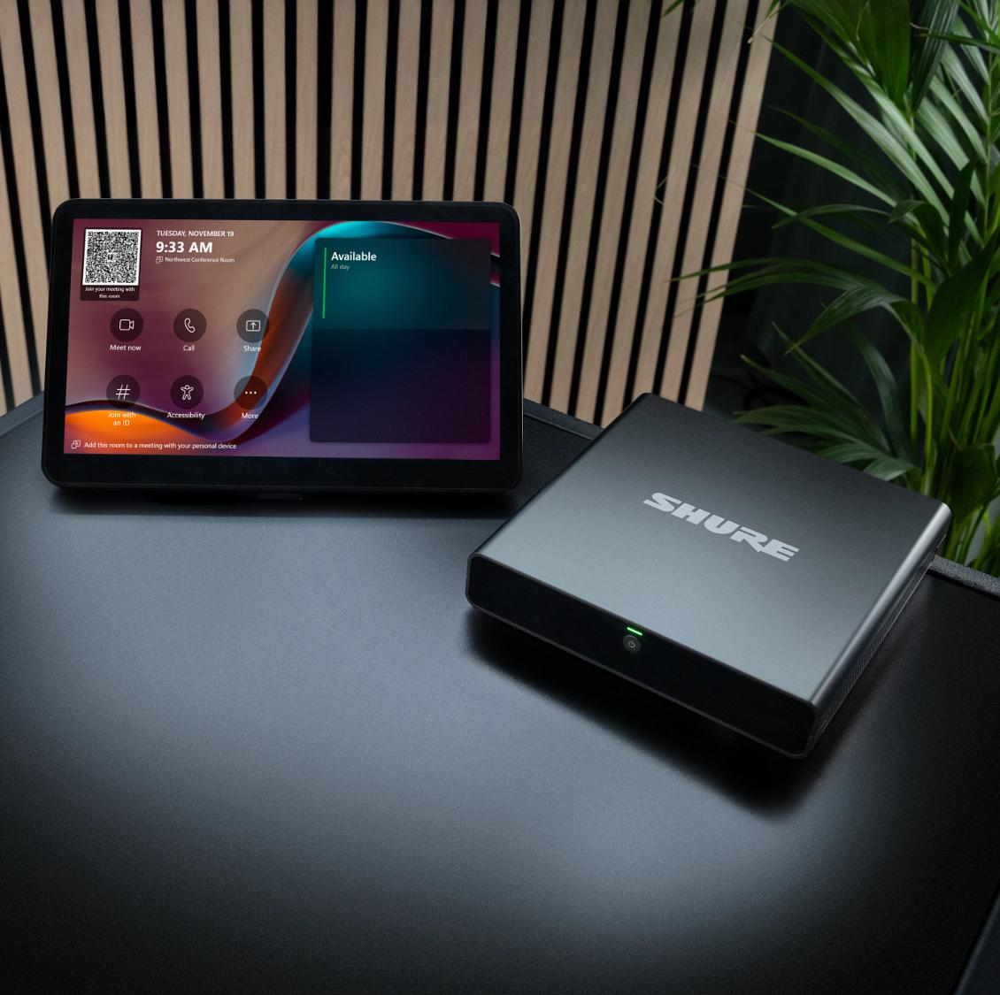 TUESDAY, NOVEMBER 19
9:33 AM
Northwest Conference Room
Join your meeting with
this room
Available
All day
Meet now
Call
Share
Join with
an ID
Accessibility
More
Add this room to a meeting with your personal device
SHURE